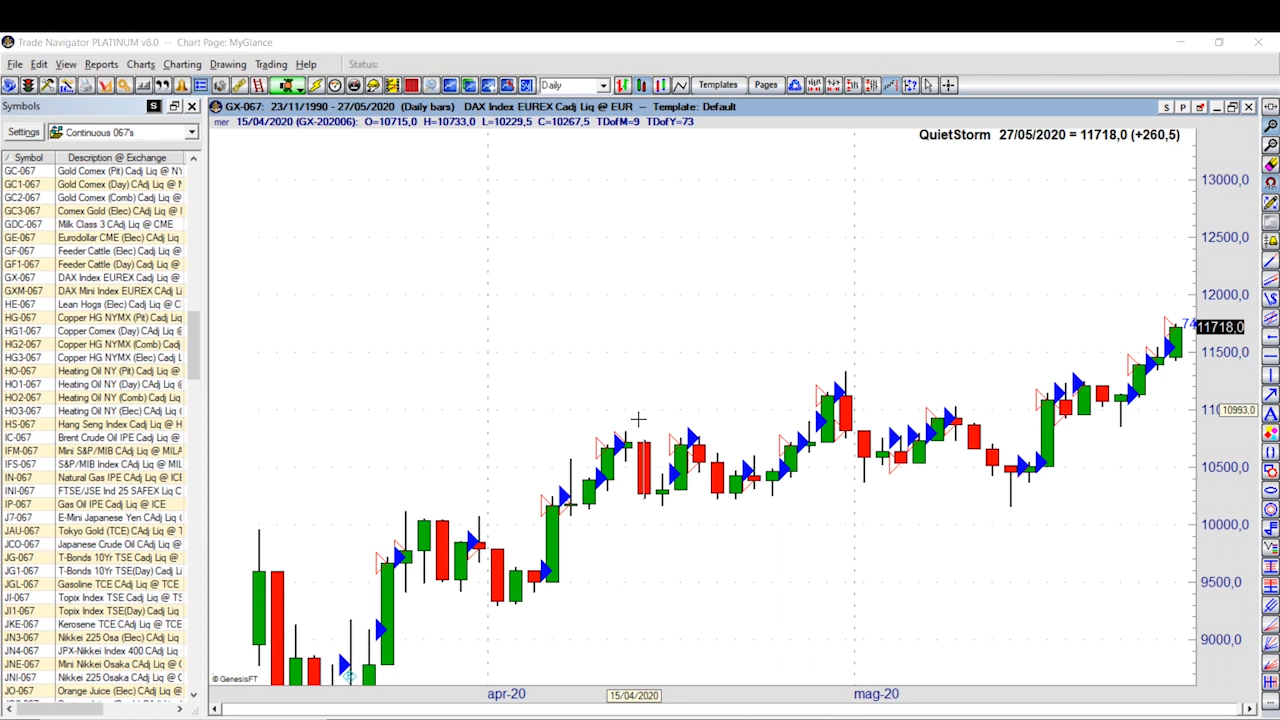 Trade Navigator PLATINUM v8.0 -- Chart Page: MyGlance
File Edit View Reports Charts Charting Drawing Trading Help Status:
Daily Templates Pages
Symbols S
GX-067: 23/11/1990 - 27/05/2020 (Daily bars) DAX Index EUREX Cadj Liq @ EUR -- Template: Default S P
mer 15/04/2020 (GX-202006) O=10715,0 H=10733,0 L=10229,5 C=10267,5 TDofM=9 TDofY=73
Settings Continuous 067's
QuietStorm 27/05/2020 = 11718,0 (+260,5)
Symbol Description @ Exchange
GC-067 Gold Comex (Pit) Cadj Liq @ NY
GC1-067 Gold Comex (Day) CAdj Liq @ N
GC2-067 Gold Comex (Comb) Cadj Liq @
GC3-067 Comex Gold (Elec) CAdj Liq @
GDC-067 Milk Class 3 CAdj Liq @ CME
GE-067 Eurodollar CME (Elec) CAdj Liq
GF-067 Feeder Cattle (Elec) Cadj Liq @
GF1-067 Feeder Cattle (Day) CAdj Liq @
GX-067 DAX Index EUREX Cadj Liq @
GXM-067 DAX Mini Index EUREX CAdj Liq
HE-067 Lean Hogs (Elec) CAdj Liq @ C
HG-067 Copper HG NYMX (Pit) CAdj Liq
HG1-067 Copper Comex (Day) CAdj Liq @
HG2-067 Copper HG NYMX (Comb) CAdj
HG3-067 Copper HG NYMX (Elec) CAdj L
HO-067 Heating Oil NY (Pit) CAdj Liq @
HO1-067 Heating Oil NY (Day) CAdj Liq @
HO2-067 Heating Oil NY (Comb) CAdj Liq
HO3-067 Heating Oil NY (Elec) CAdj Liq
HS-067 Hang Seng Index CAdj Liq @
IC-067 Brent Crude Oil IPE CAdj Liq @
IFM-067 Mini S&P/MIB Index @ MILA
IFS-067 S&P/MIB Index CAdj Liq @ MIL
IN-067 Natural Gas IPE CAdj Liq @ ICE
INI-067 FTSE/JSE Ind 25 SAFEX Liq C
IP-067 Gas Oil IPE CAdj Liq @ ICE
J7-067 E-Mini Japanese Yen CAdj Liq
JAU-067 Tokyo Gold (TCE) CAdj Liq @
JCO-067 Japanese Crude Oil CAdj Liq
JG-067 T-Bonds 10Yr TSE Cadj Liq @
JG1-067 T-Bonds 10Yr TSE(Day) Cadj Liq
JGL-067 Gasoline TCE CAdj Liq @ TCE
JI-067 Topix Index TSE Cadj Liq @ TS
JI1-067 Topix Index TSE(Day) CAdj Liq
JKE-067 Kerosene TCE CAdj Liq @ TCE
JN3-067 Nikkei 225 Osa (Elec) CAdj Liq
JN4-067 JPX-Nikkei Index 400 CAdj Liq
JNE-067 Mini Nikkei Osaka CAdj Liq @
JNI-067 Nikkei 225 Osaka CAdj Liq @
JO-067 Orange Juice (Elec) CAdj Liq
13000,0
12500,0
12000,0
74
11718,0
11500,0
10993,0
10500,0
10000,0
9500,0
9000,0
© GenesisFT
apr-20 15/04/2020 mag-20